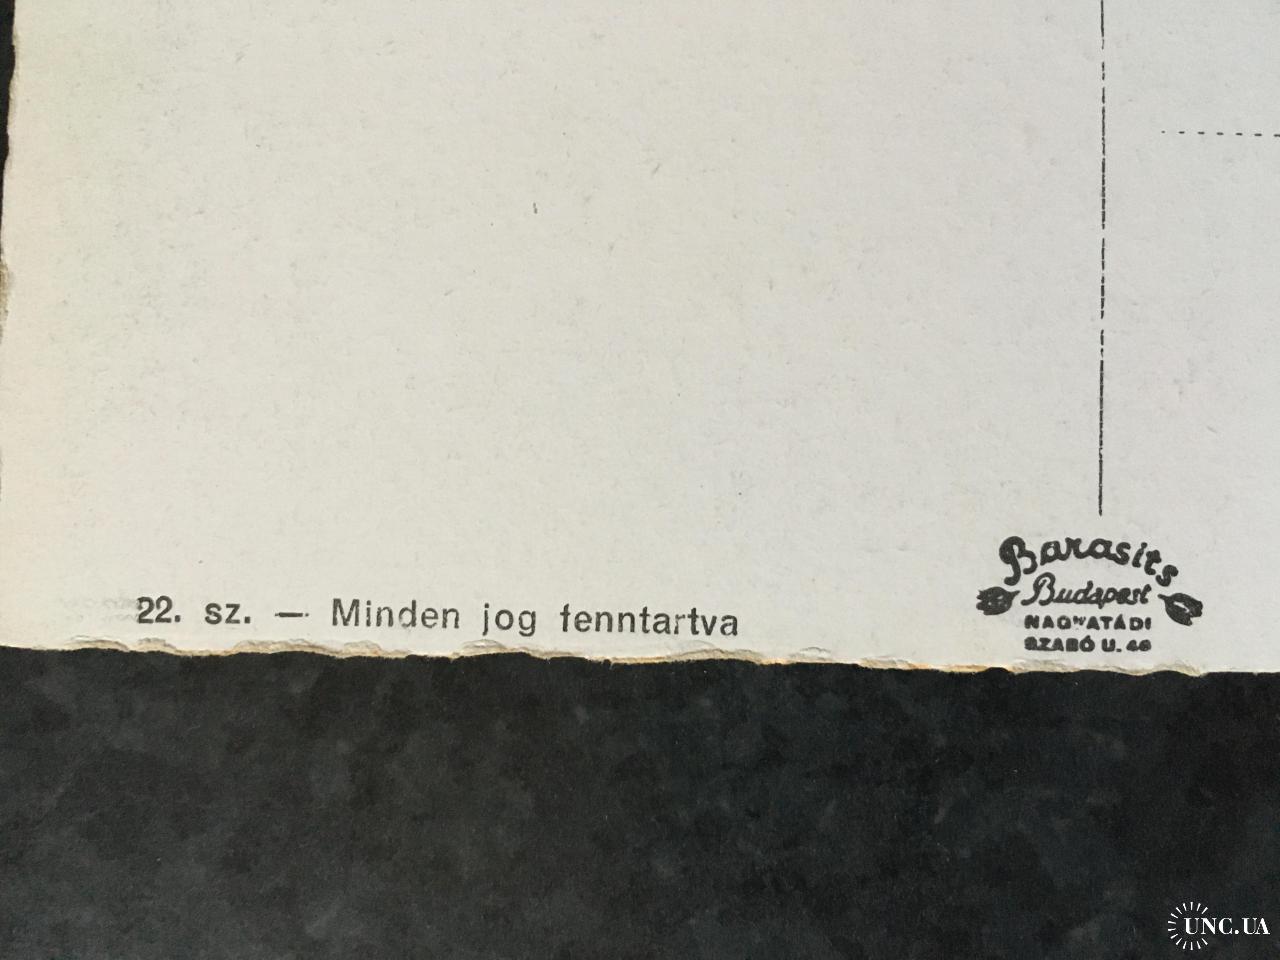 22. sz. — Minden jog fenntartva
Barasits
Budapest
NAGYATÁDI
SZABÓ U. 46
UNC.UA